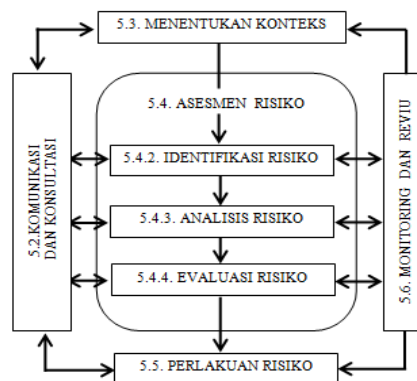 5.3. MENENTUKAN KONTEKS
5.4. ASESMEN RISIKO
5.4.2. IDENTIFIKASI RISIKO
5.4.3. ANALISIS RISIKO
5.4.4. EVALUASI RISIKO
5.5. PERLAKUAN RISIKO
5.2.KOMUNIKASI
DAN KONSULTASI
5.6. MONITORING DAN REVIU